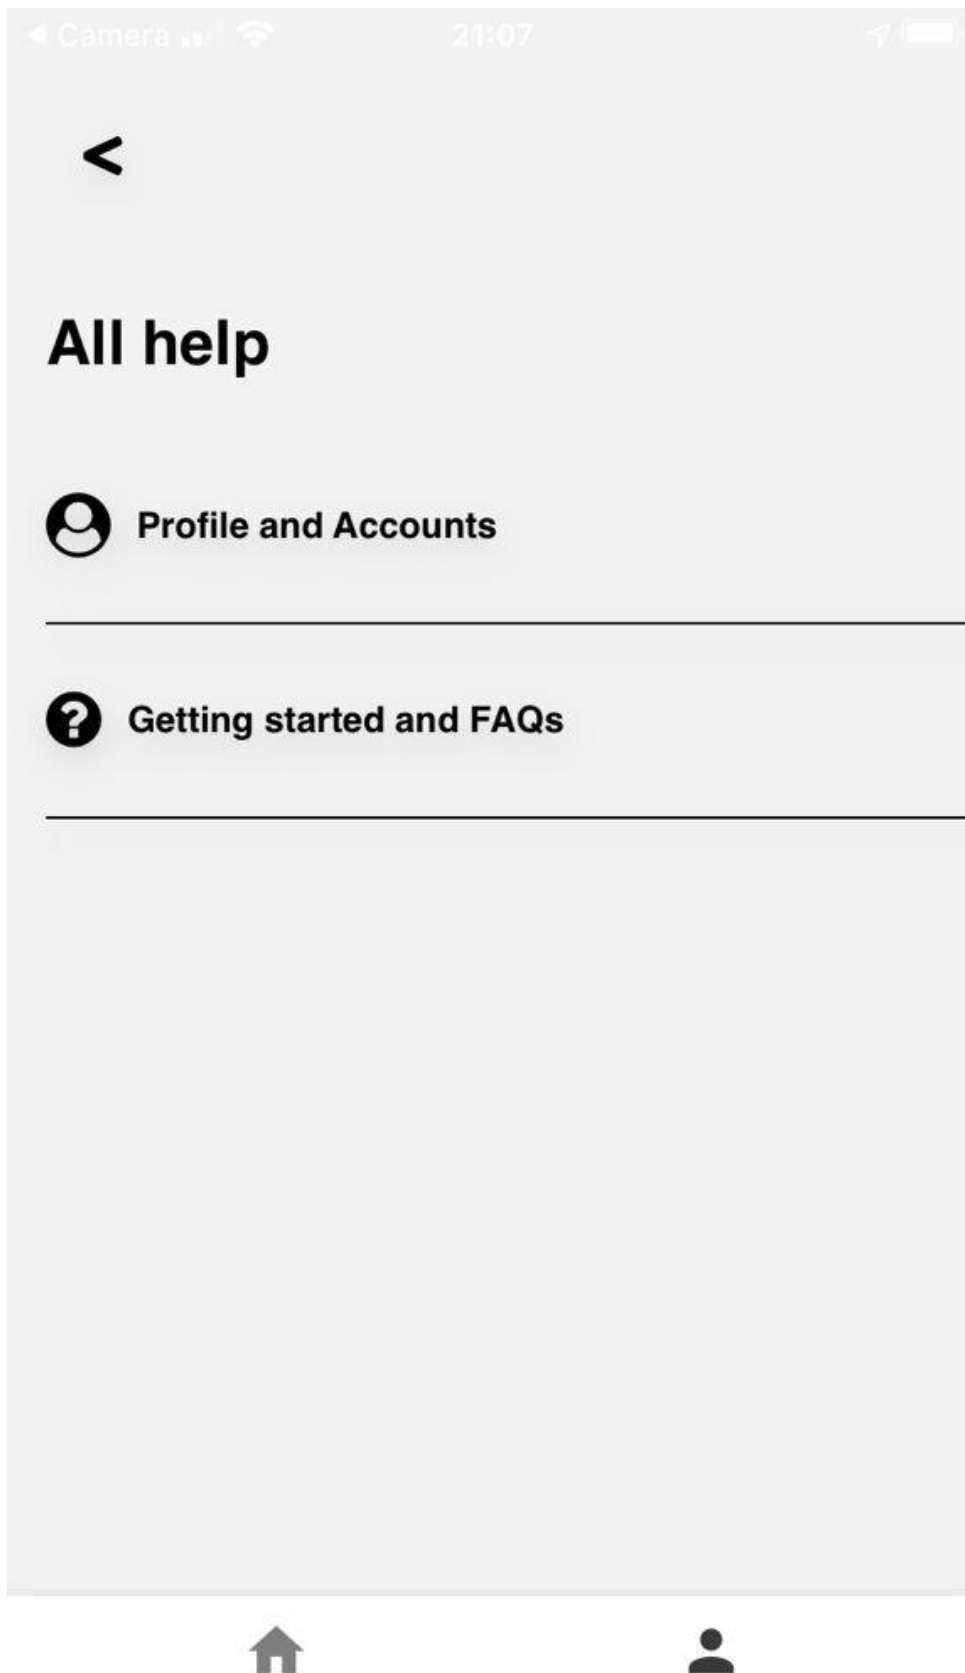 Camera
21:07
<
All help
Profile and Accounts
Getting started and FAQs